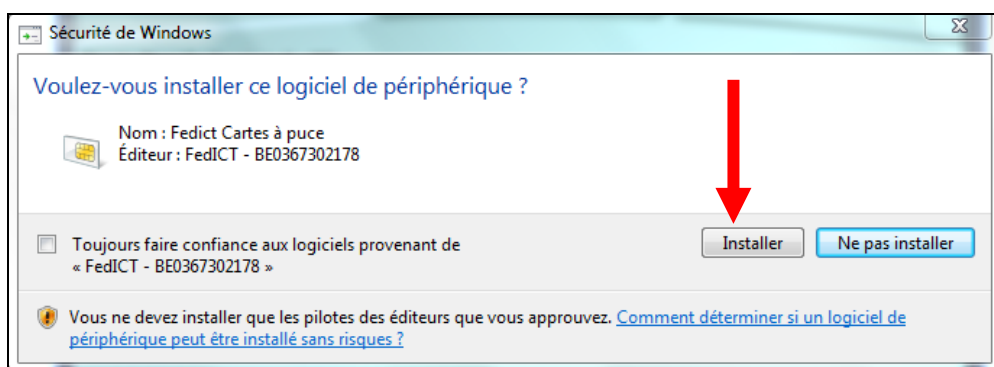 Sécurité de Windows
Voulez-vous installer ce logiciel de périphérique ?
Nom : Fedict Cartes à puce
Éditeur : FedICT - BE0367302178
Toujours faire confiance aux logiciels provenant de
« FedICT - BE0367302178 »
Installer
Ne pas installer
Vous ne devez installer que les pilotes des éditeurs que vous approuvez. Comment déterminer si un logiciel de
périphérique peut être installé sans risques ?